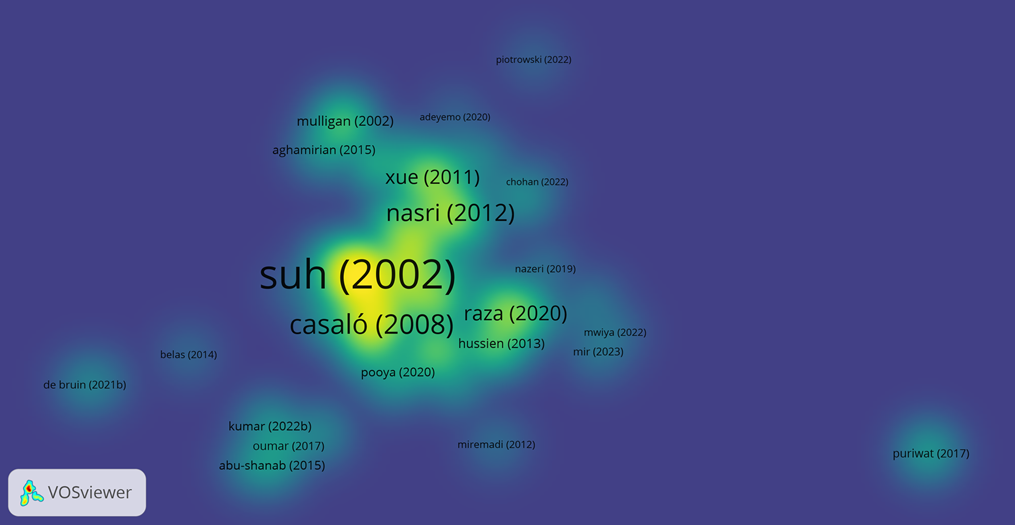 piotrowski (2022)
adeyemo (2020)
mulligan (2002)
aghamirian (2015)
xue (2011)
chohan (2022)
nasri (2012)
suh (2002)
nazeri (2019)
raza (2020)
casaló (2008)
mwiya (2022)
hussien (2013)
mir (2023)
belas (2014)
pooya (2020)
de bruin (2021b)
kumar (2022b)
oumar (2017)
miremadi (2012)
puriwat (2017)
abu-shanab (2015)
VOSviewer